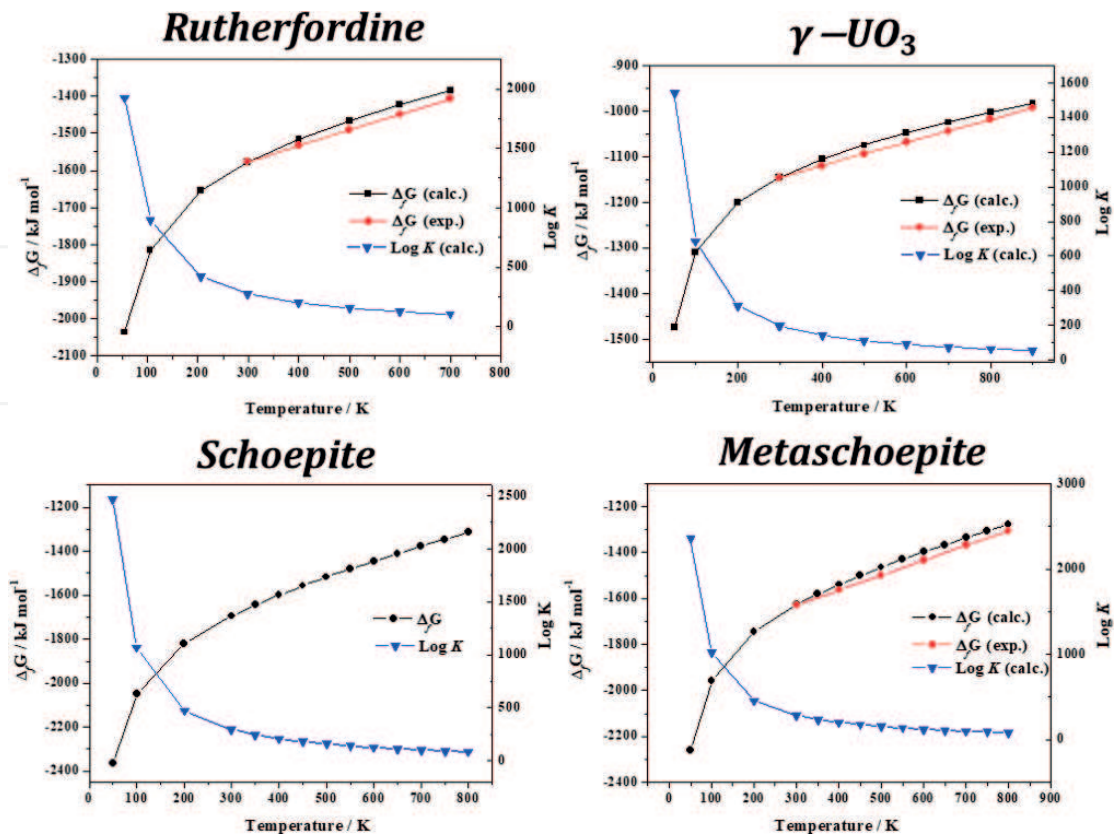 Rutherfordine
-1300
-1400
-1500
-1600
-1700
-1800
-1900
-2000
-2100
ΔfG / kJ mol-1
2000
1500
1000
500
0
Log K
ΔfG (calc.)
ΔfG (exp.)
Log K (calc.)
0 100 200 300 400 500 600 700 800
Temperature / K
γ −UO3
-900
-1000
-1100
-1200
-1300
-1400
-1500
ΔfG / kJ mol-1
1600
1400
1200
1000
800
600
400
200
0
Log K
ΔfG (calc.)
ΔfG (exp.)
Log K (calc.)
0 200 400 600 800
Temperature / K
Schoepite
-1200
-1400
-1600
-1800
-2000
-2200
-2400
ΔfG / kJ mol-1
2500
2000
1500
1000
500
0
Log K
ΔfG
Log K
0 100 200 300 400 500 600 700 800
Temperature / K
Metaschoepite
-1200
-1400
-1600
-1800
-2000
-2200
-2400
ΔfG / kJ mol-1
3000
2000
1000
0
Log K
ΔfG (calc.)
ΔfG (exp.)
Log K (calc.)
0 100 200 300 400 500 600 700 800 900
Temperature / K